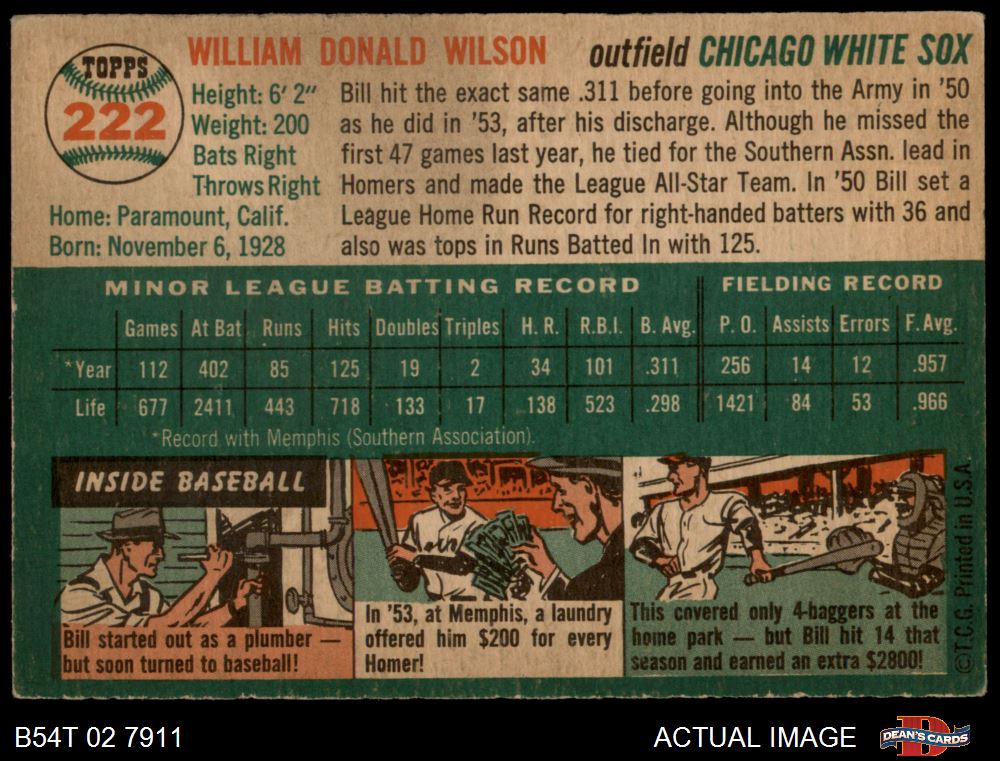 TOPPS
222
WILLIAM DONALD WILSON outfield CHICAGO WHITE SOX
Height: 6' 2"
Weight: 200
Bats Right
Throws Right
Home: Paramount, Calif.
Born: November 6, 1928
Bill hit the exact same .311 before going into the Army in '50
as he did in '53, after his discharge. Although he missed the
first 47 games last year, he tied for the Southern Assn. lead in
Homers and made the League All-Star Team. In '50 Bill set a
League Home Run Record for right-handed batters with 36 and
also was tops in Runs Batted In with 125.
MINOR LEAGUE BATTING RECORD FIELDING RECORD
Games At Bat Runs Hits Doubles Triples H. R. R.B.I. B. Avg. P. O. Assists Errors F. Avg.
*Year 112 402 85 125 19 2 34 101 .311 256 14 12 .957
Life 677 2411 443 718 133 17 138 523 .298 1421 84 53 .966
*Record with Memphis (Southern Association).
INSIDE BASEBALL
Bill started out as a plumber —
but soon turned to baseball!
In '53, at Memphis, a laundry
offered him $200 for every
Homer!
This covered only 4-baggers at the
home park — but Bill hit 14 that
season and earned an extra $2800!
©T.C.G. Printed in U.S.A.
B54T 02 7911
ACTUAL IMAGE
D
DEAN'S CARDS